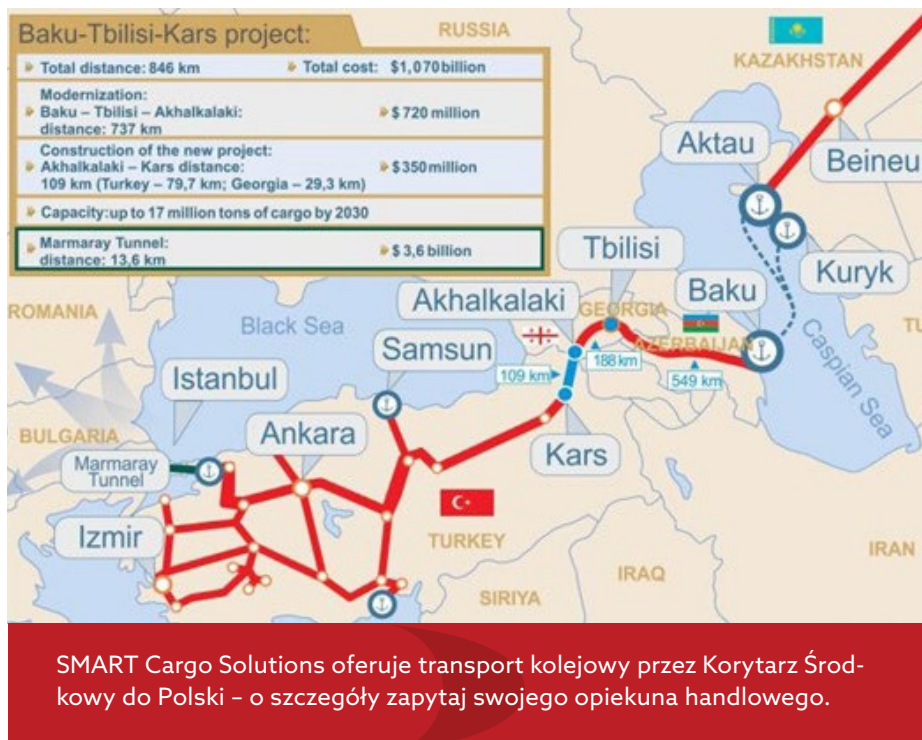 Baku-Tbilisi-Kars project:
Total distance: 846 km
Total cost: $1,070 billion
Modernization:
Baku – Tbilisi – Akhalkalaki:
distance: 737 km
$ 720 million
Construction of the new project:
Akhalkalaki – Kars distance:
109 km (Turkey – 79,7 km; Georgia – 29,3 km)
$350 million
Capacity: up to 17 million tons of cargo by 2030
Marmaray Tunnel:
distance: 13,6 km
$ 3,6 billion
RUSSIA
KAZAKHSTAN
Aktau
Beineu
Tbilisi
Kuryk
Akhalkalaki
GEORGIA
Baku
ROMANIA
Black Sea
Samsun
AZERBAIJAN
Caspian Sea
TU
188 km
109 km
549 km
Istanbul
BULGARIA
Ankara
Kars
Marmaray
Tunnel
Izmir
TURKEY
IRAN
IRAQ
SIRIYA
SMART Cargo Solutions oferuje transport kolejowy przez Korytarz Środ-
kowy do Polski – o szczegóły zapytaj swojego opiekuna handlowego.